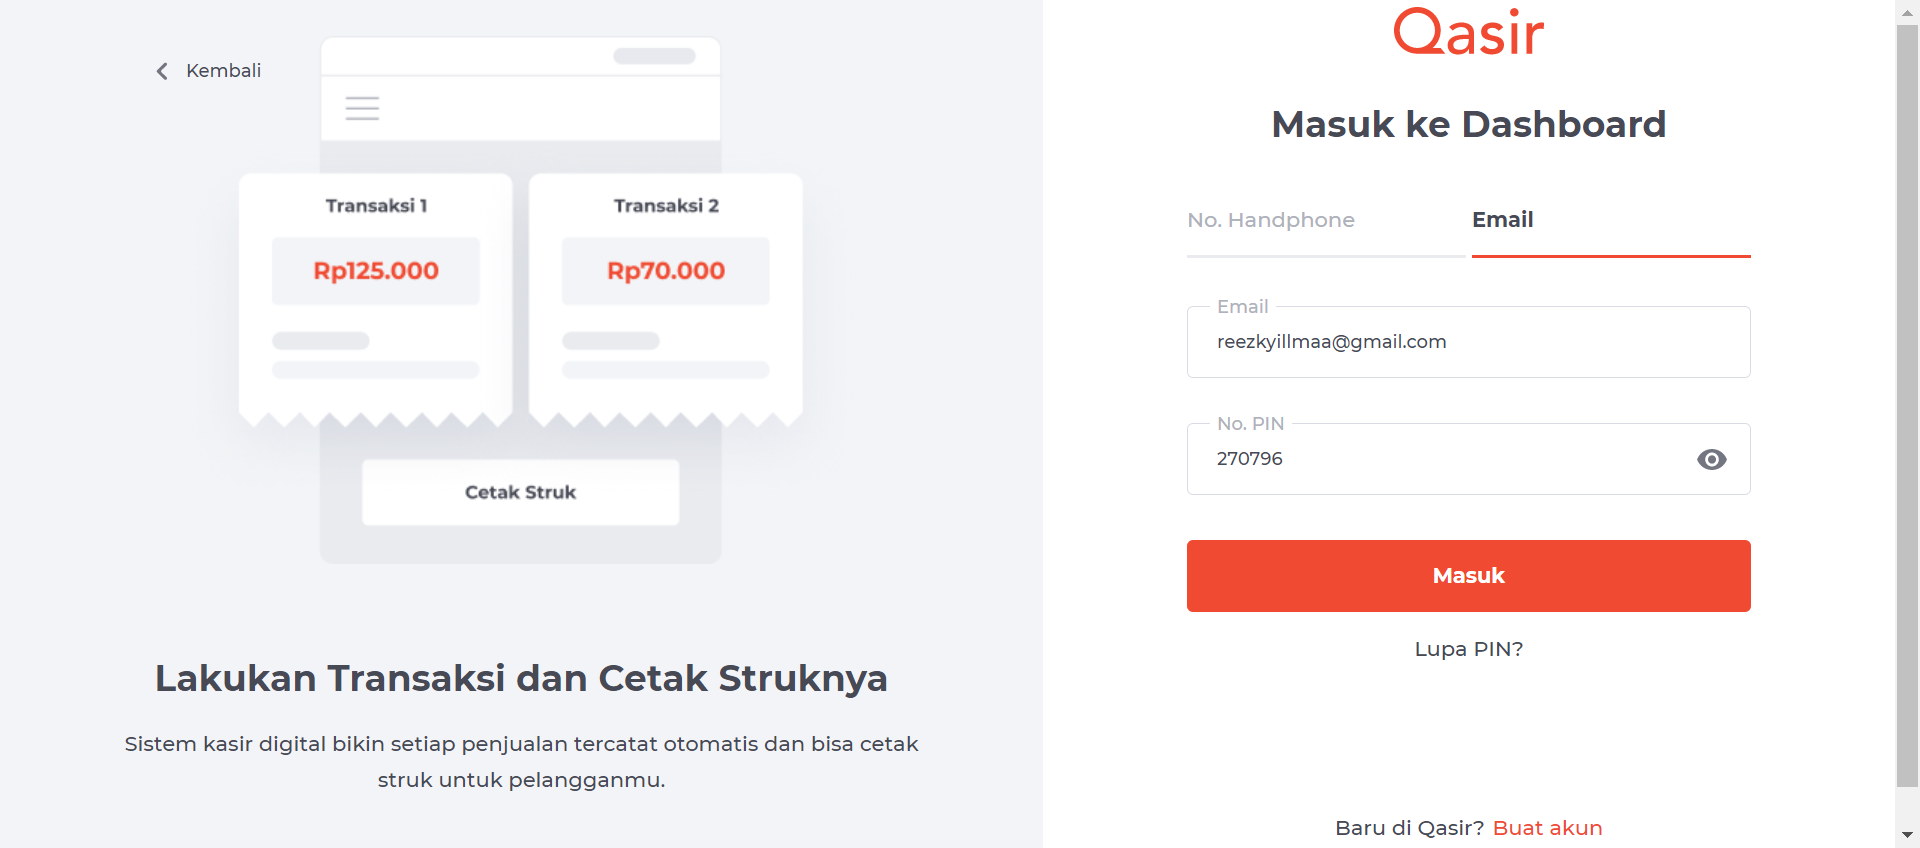 Kembali
Transaksi 1
Rp125.000
Transaksi 2
Rp70.000
Cetak Struk
Lakukan Transaksi dan Cetak Struknya
Sistem kasir digital bikin setiap penjualan tercatat otomatis dan bisa cetak
struk untuk pelangganmu.
Qasir
Masuk ke Dashboard
No. Handphone
Email
Email
reezkyillmaa@gmail.com
No. PIN
270796
Masuk
Lupa PIN?
Baru di Qasir? Buat akun